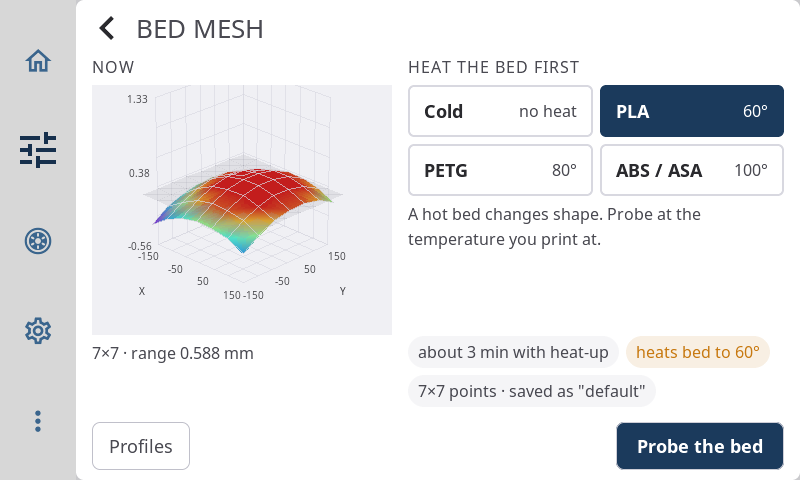 BED MESH
NOW
1.33
0.38
-0.56
-150
-50
50
150
-150
-50
50
150
X
Y
7×7 · range 0.588 mm
HEAT THE BED FIRST
Cold no heat
PLA 60°
PETG 80°
ABS / ASA 100°
A hot bed changes shape. Probe at the
temperature you print at.
about 3 min with heat-up
heats bed to 60°
7×7 points · saved as "default"
Profiles
Probe the bed